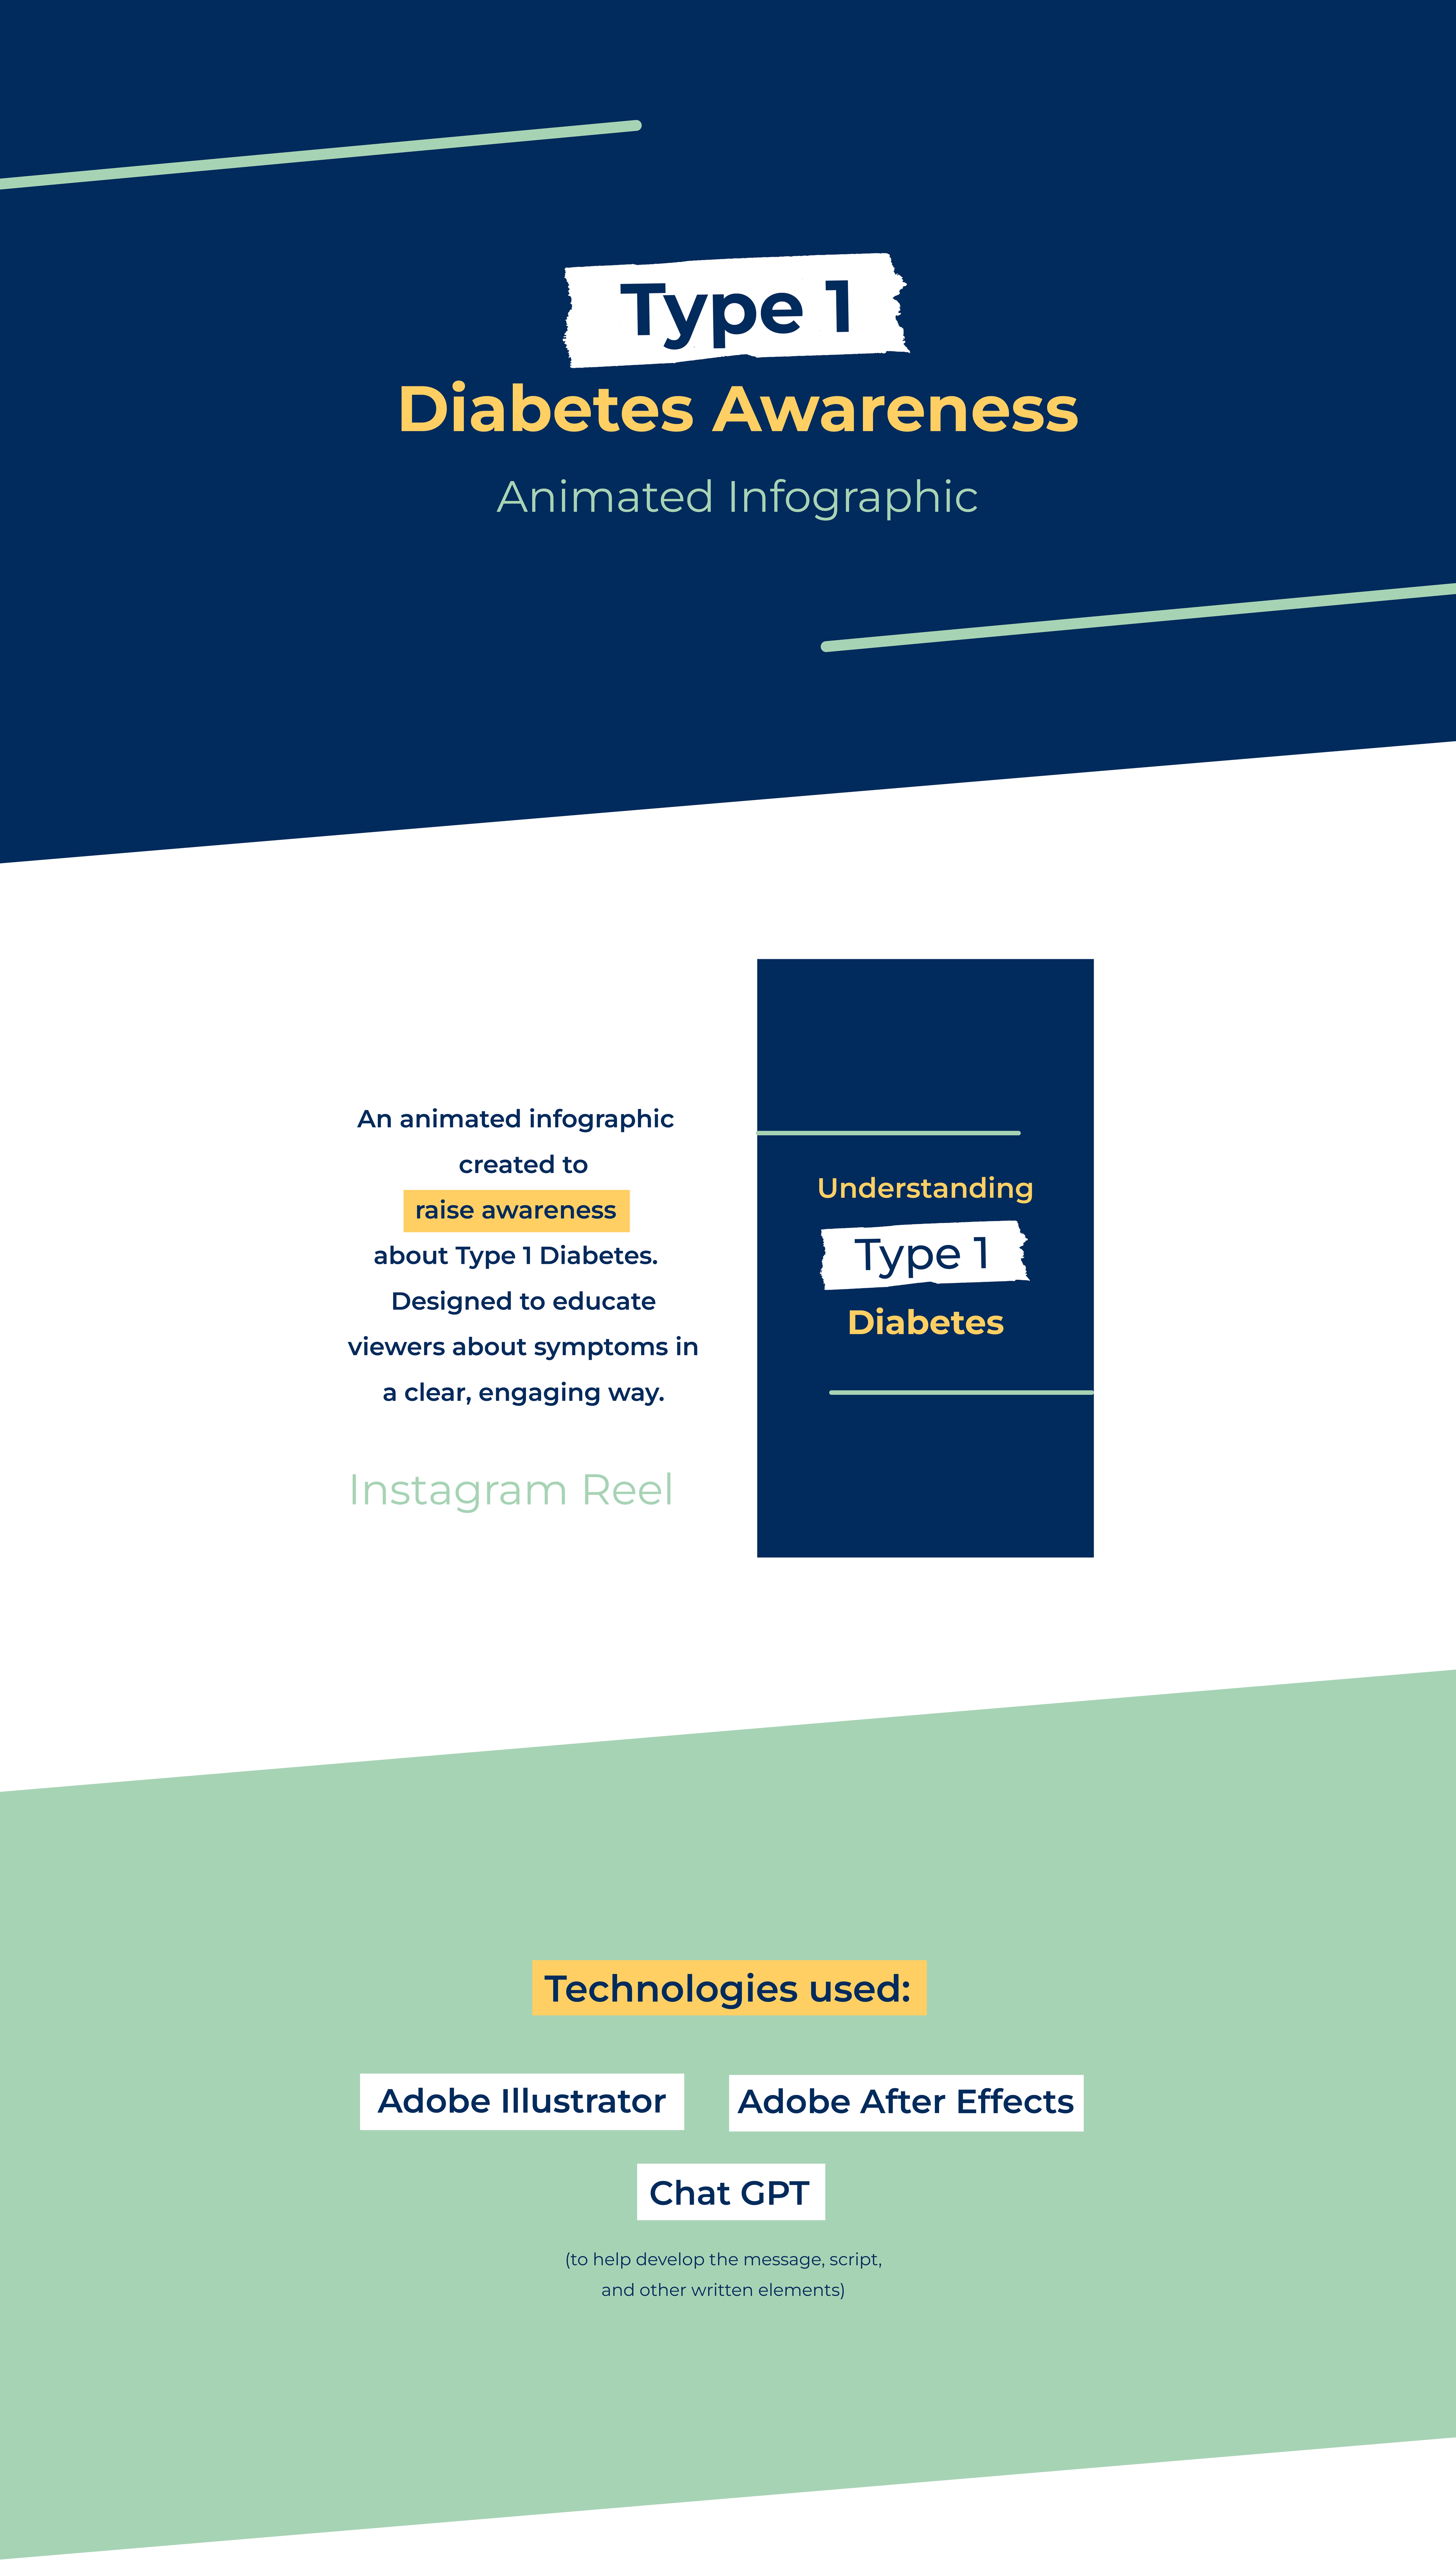 Type 1
Diabetes Awareness
Animated Infographic
An animated infographic
created to
raise awareness
about Type 1 Diabetes.
Designed to educate
viewers about symptoms in
a clear, engaging way.
Instagram Reel
Understanding
Type 1
Diabetes
Technologies used:
Adobe Illustrator
Adobe After Effects
Chat GPT
(to help develop the message, script,
and other written elements)